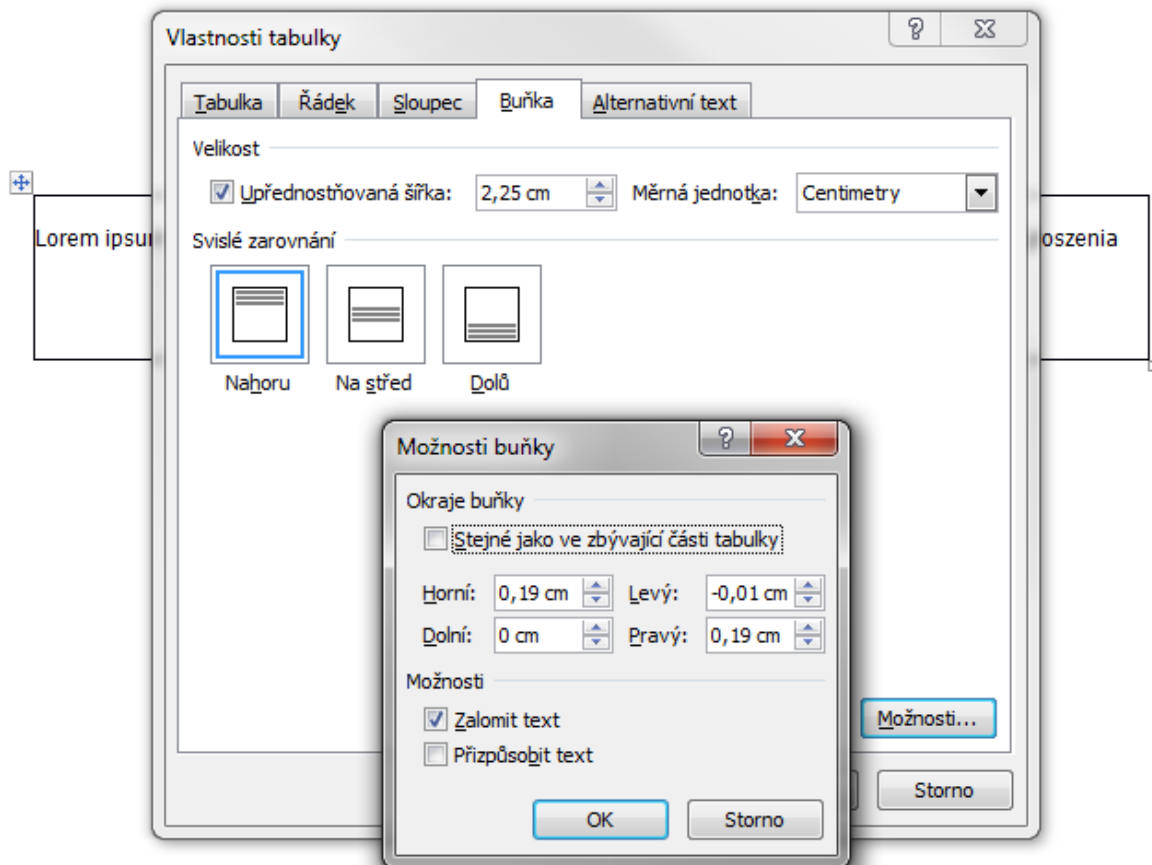 Vlastnosti tabulky
Tabulka Řádek Sloupec Buňka Alternativní text
Velikost
Upřednostňovaná šířka: 2,25 cm Měrná jednotka: Centimetry
Lorem oszenia
Svislé zarovnání
Nahoru Na střed Dolů
Možnosti buňky
Okraje buňky
Stejné jako ve zbývající části tabulky
Horní: 0,19 cm Levý: -0,01 cm
Dolní: 0 cm Pravý: 0,19 cm
Možnosti
Zalomit text
Přizpůsobit text
Možnosti...
OK Storno
Storno